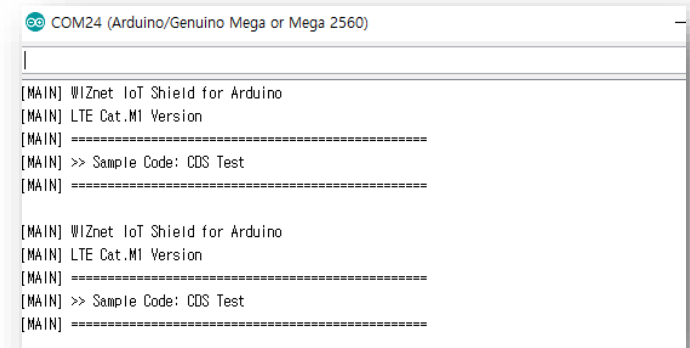 COM24 (Arduino/Genuino Mega or Mega 2560)
[MAIN] WIZnet IoT Shield for Arduino
[MAIN] LTE Cat.M1 Version
[MAIN] =================================================
[MAIN] >> Sample Code: CDS Test
[MAIN] =================================================
[MAIN] WIZnet IoT Shield for Arduino
[MAIN] LTE Cat.M1 Version
[MAIN] =================================================
[MAIN] >> Sample Code: CDS Test
[MAIN] =================================================